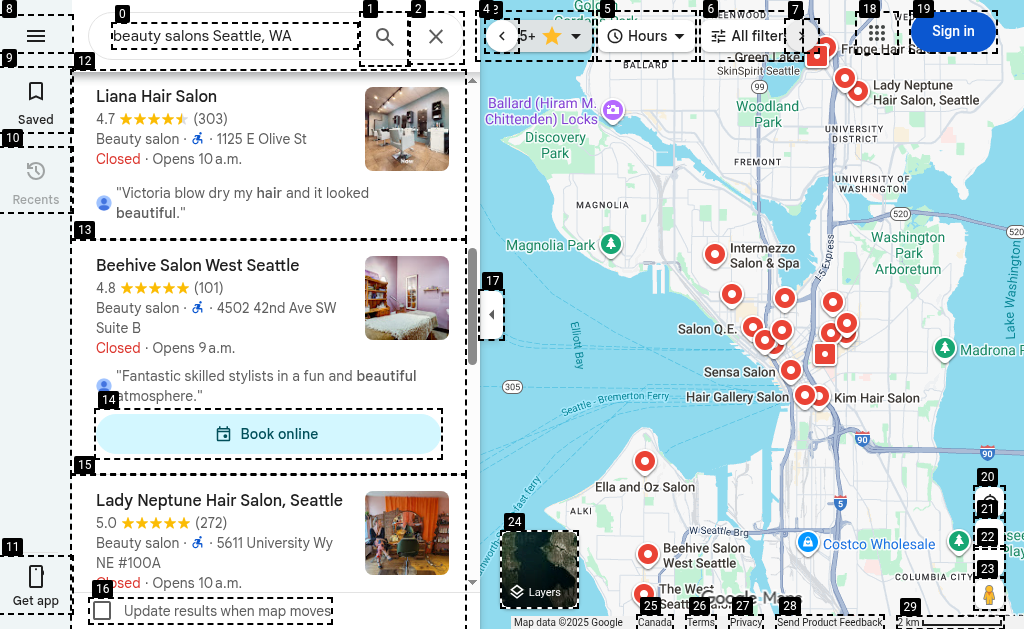 beauty salons Seattle, WA
Saved
Recents
Get app
Liana Hair Salon
4.7 (303)
Beauty salon · · 1125 E Olive St
Closed · Opens 10 a.m.
"Victoria blow dry my hair and it looked
beautiful."
Beehive Salon West Seattle
4.8 (101)
Beauty salon · · 4502 42nd Ave SW
Suite B
Closed · Opens 9 a.m.
"Fantastic skilled stylists in a fun and beautiful
atmosphere."
Book online
Lady Neptune Hair Salon, Seattle
5.0 (272)
Beauty salon · · 5611 University Wy
NE #100A
Closed · Opens 10 a.m.
Update results when map moves
5+
Hours
All filter
Sign in
0
1
2
4
3
5
6
7
8
9
10
11
12
13
14
15
16
17
18
19
20
21
22
23
24
25
26
27
28
29
BALLARD
Green Lake
SkinSpirit Seattle
99
Lady Neptune
Hair Salon, Seattle
Ballard (Hiram M.
Chittenden) Locks
Woodland
Park
Discovery
Park
UNIVERSITY
DISTRICT
FREMONT
UNIVERSITY OF
WASHINGTON
MAGNOLIA
520
520
Magnolia Park
Washington
Park
Arboretum
Intermezzo
Salon & Spa
I-5 Express
Lake Washington
Salon Q.E.
Elliott Bay
Madrona P
Sensa Salon
305
Hair Gallery Salon
Kim Hair Salon
Seattle - Bremerton Ferry
90
90
Ella and Oz Salon
5
ALKI
W Seattle Brg
Costco Wholesale
Beehive Salon
West Seattle
COLUMBIA CITY
The West
Layers
Google Maps
Map data ©2025 Google
Canada
Terms
Privacy
Send Product Feedback
2 km